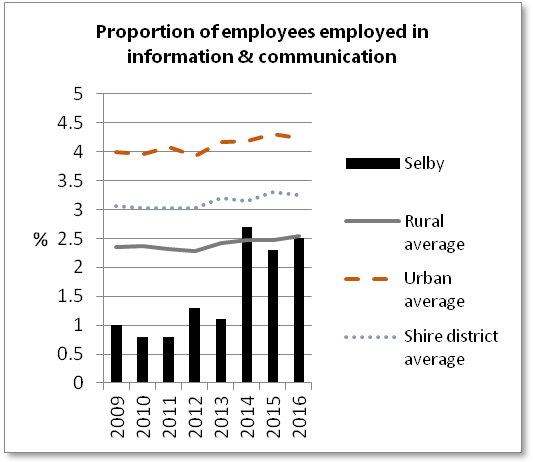 Proportion of employees employed in
information & communication
5
4.5
4
3.5
3
2.5
2
1.5
1
0.5
0
%
2009
2010
2011
2012
2013
2014
2015
2016
Selby
Rural
average
Urban
average
Shire district
average